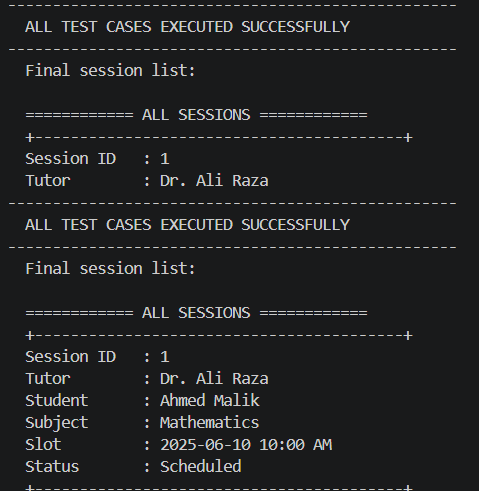 --------------------------------------------------
ALL TEST CASES EXECUTED SUCCESSFULLY
--------------------------------------------------
Final session list:
============ ALL SESSIONS ============
+-----------------------------------------+
Session ID   : 1
Tutor        : Dr. Ali Raza
--------------------------------------------------
ALL TEST CASES EXECUTED SUCCESSFULLY
--------------------------------------------------
Final session list:
============ ALL SESSIONS ============
+-----------------------------------------+
Session ID   : 1
Tutor        : Dr. Ali Raza
Student      : Ahmed Malik
Subject      : Mathematics
Slot         : 2025-06-10 10:00 AM
Status       : Scheduled
+-----------------------------------------+